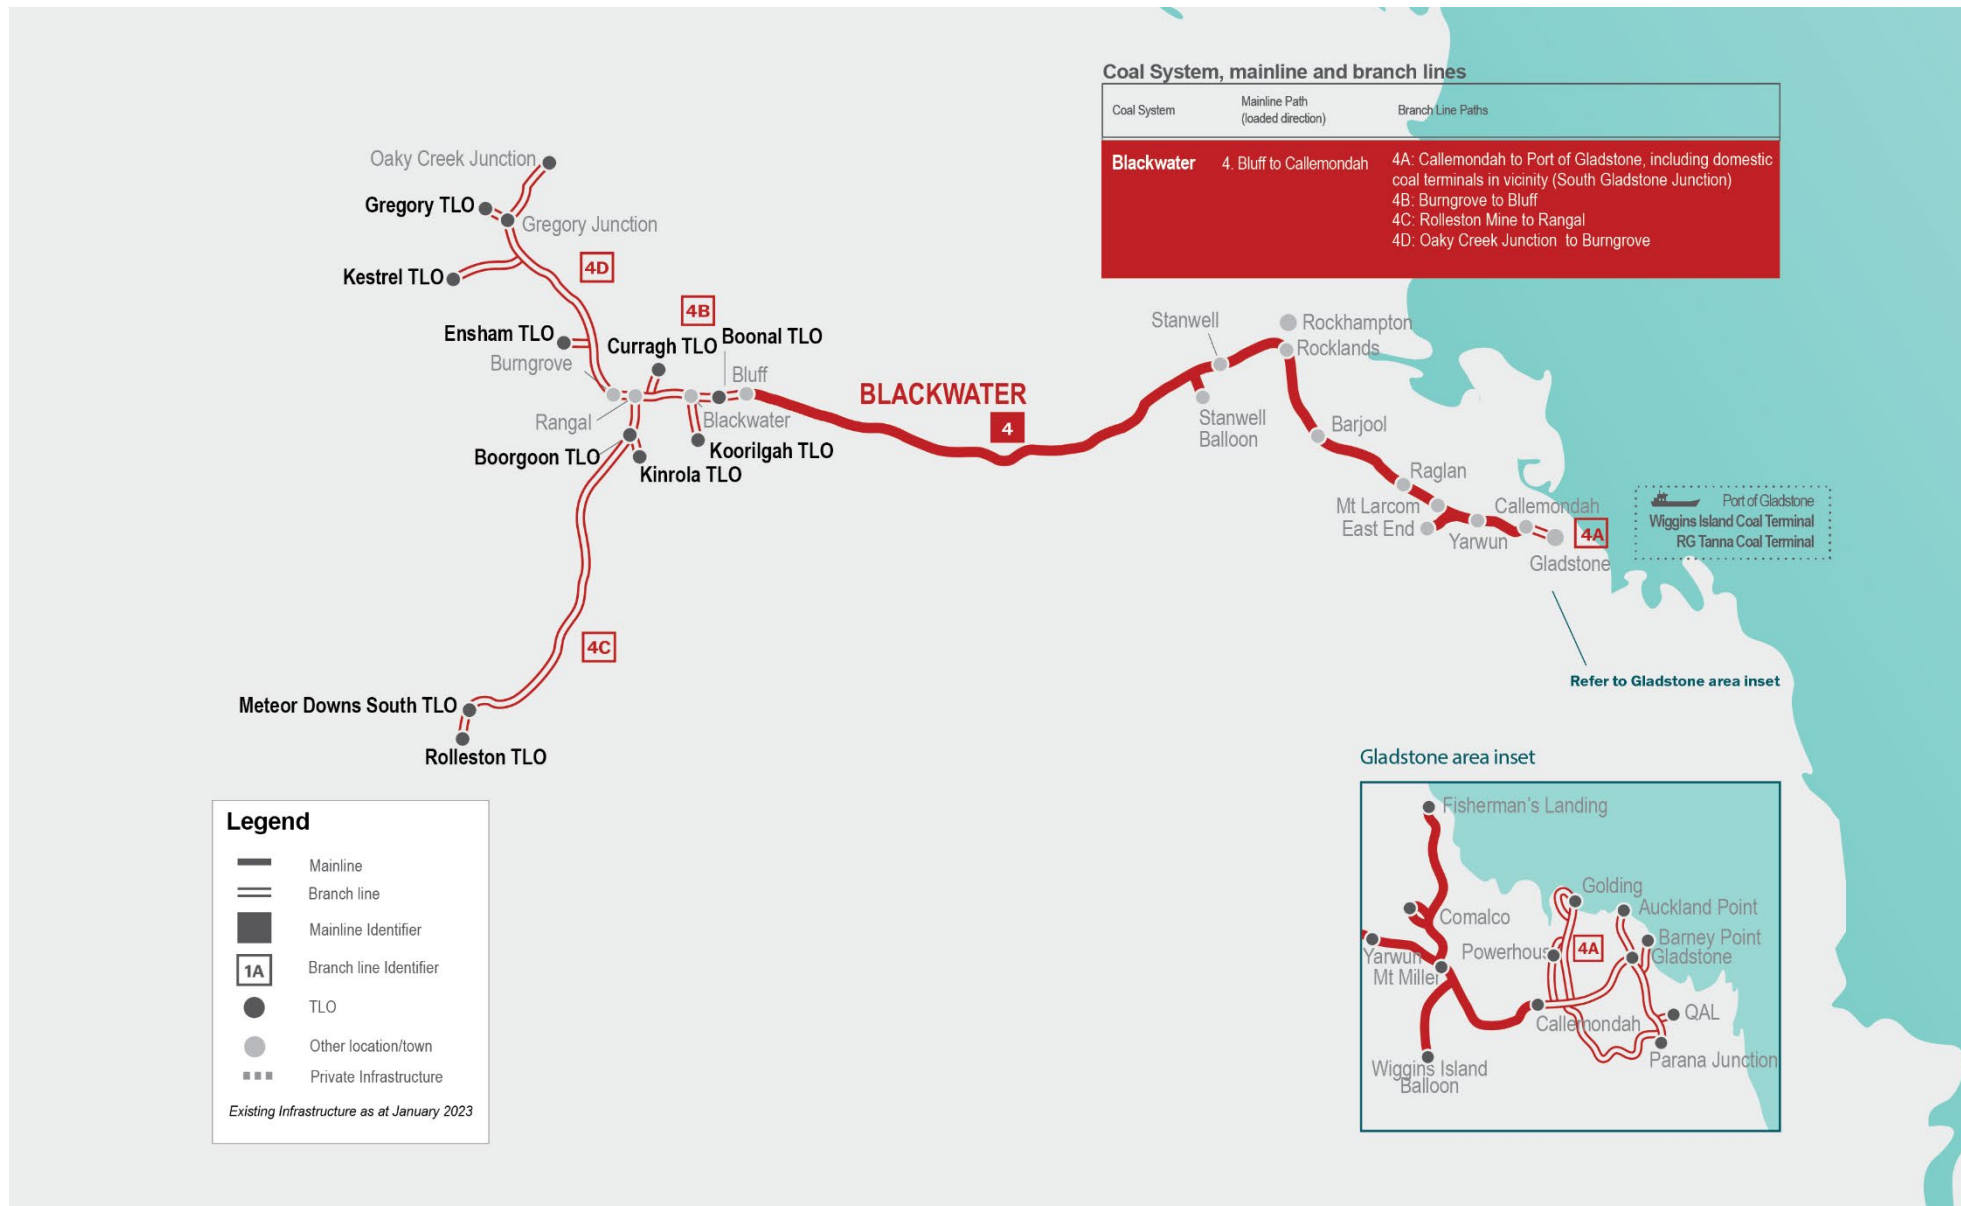 Coal System, mainline and branch lines
Coal System
Mainline Path
(loaded direction)
Branch Line Paths
Blackwater
4. Bluff to Callemondah
4A: Callemondah to Port of Gladstone, including domestic
coal terminals in vicinity (South Gladstone Junction)
4B: Burngrove to Bluff
4C: Rolleston Mine to Rangal
4D: Oaky Creek Junction to Burngrove
Oaky Creek Junction
Gregory TLO
Gregory Junction
4D
Kestrel TLO
4B
Ensham TLO
Curragh TLO
Boonal TLO
Burngrove
Bluff
Rangal
Blackwater
Boorgoon TLO
Koorilgah TLO
Kinrola TLO
BLACKWATER
4
Stanwell
Rockhampton
Rocklands
Stanwell
Balloon
Barjool
Raglan
Mt Larcom
East End
Callemondah
Yarwun
4A
Gladstone
Port of Gladstone
Wiggins Island Coal Terminal
RG Tanna Coal Terminal
Refer to Gladstone area inset
4C
Meteor Downs South TLO
Rolleston TLO
Legend
Mainline
Branch line
Mainline Identifier
1A
Branch line Identifier
TLO
Other location/town
Private Infrastructure
Existing Infrastructure as at January 2023
Gladstone area inset
Fisherman's Landing
Golding
Comalco
Auckland Point
Powerhous
4A
Barney Point
Gladstone
Yarwun
Mt Miller
Callemondah
QAL
Parana Junction
Wiggins Island
Balloon